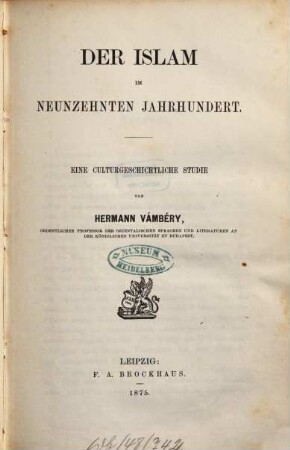 DER ISLAM
IM
NEUNZEHNTEN JAHRHUNDERT.
EINE CULTURGESCHICHTLICHE STUDIE
VON
HERMANN VÁMBÉRY,
ORDENTLICHER PROFESSOR DER ORIENTALISCHEN SPRACHEN UND LITERATUREN AN
DER KÖNIGLICHEN UNIVERSITÄT ZU BUDAPEST.
MUSEUM
HEIDELBERG
LEIPZIG:
F. A. BROCKHAUS.
1875.